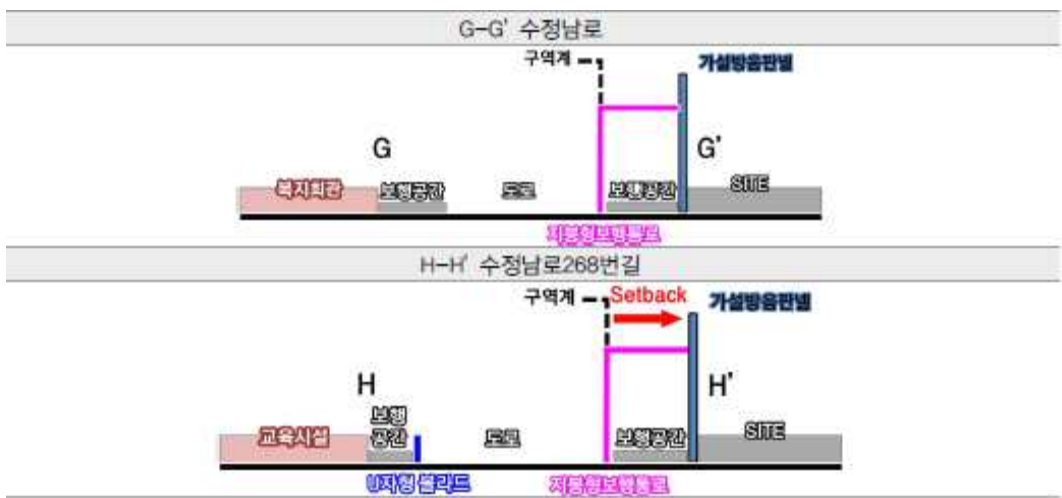 G-G' 수정남로
구역계
가설방음판넬
G
G'
복지회관
보행공간
도로
보행공간
SITE
지붕형보행통로
H-H' 수정남로268번길
구역계
Setback
가설방음판넬
H
H'
교육시설
보행
공간
도로
보행공간
SITE
U자형 볼라드
지붕형보행통로